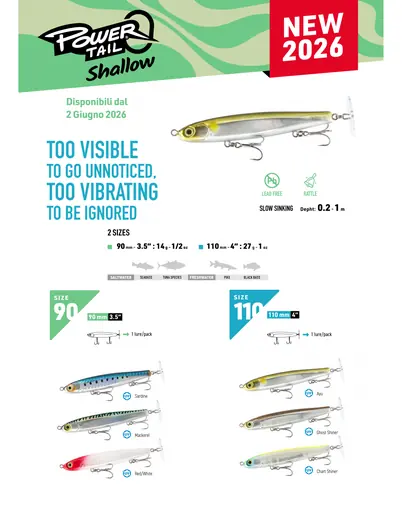 POWER
TAIL
Shallow
NEW
2026
Disponibili dal
2 Giugno 2026
TOO VISIBLE
TO GO UNNOTICED,
TOO VIBRATING
TO BE IGNORED
LEAD FREE
RATTLE
SLOW SINKING Depht: 0.2 - 1 m
2 SIZES
90 mm - 3.5" : 14 g - 1/2 oz
110 mm - 4" : 27 g - 1 oz
SALTWATER SEABASS TUNA SPECIES FRESHWATER PIKE BLACK BASS
SIZE
90
90 mm 3.5"
1 lure/pack
SIZE
110
110 mm 4"
1 lure/pack
Sardina
Ayu
Mackerel
Ghost Shiner
Red/White
Chart Shiner